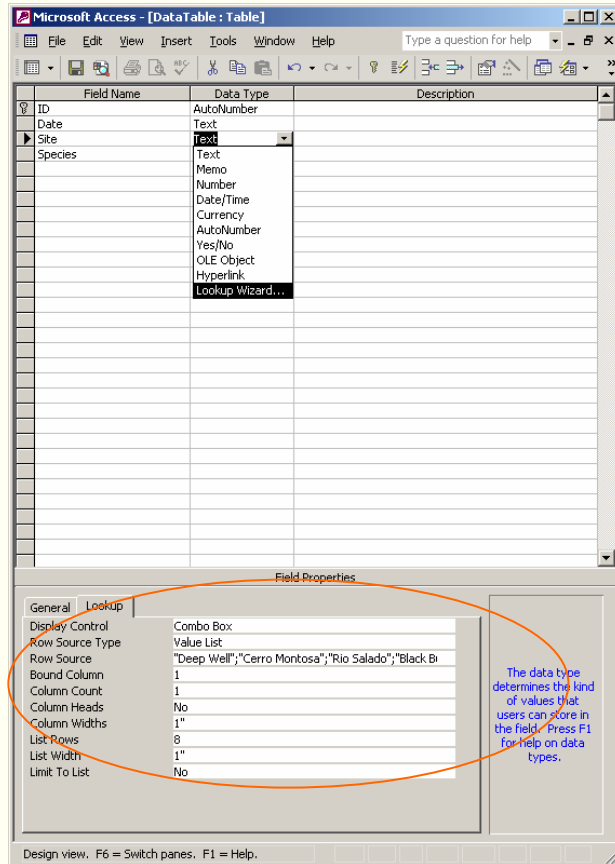 Microsoft Access - [DataTable : Table]
File Edit View Insert Tools Window Help Type a question for help
Field Name Data Type Description
ID AutoNumber
Date Text
Site Text
Species Text
Memo
Number
Date/Time
Currency
AutoNumber
Yes/No
OLE Object
Hyperlink
Lookup Wizard...
Field Properties
General Lookup
Display Control Combo Box
Row Source Type Value List
Row Source "Deep Well";"Cerro Montosa";"Rio Salado";"Black
Bound Column 1
Column Count 1
Column Heads No
Column Widths 1"
List Rows 8
List Width 1"
Limit To List No
The data type
determines the kind
of values that
users can store in
the field. Press F1
for help on data
types.
Design view. F6 = Switch panes. F1 = Help.